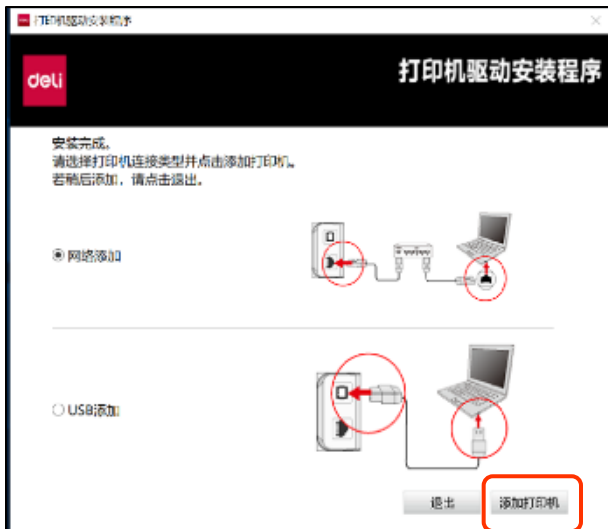 打印机驱动安装程序
deli
打印机驱动安装程序
安装完成。
请选择打印机连接类型并点击添加打印机。
若稍后添加，请点击退出。
网络添加
USB添加
退出
添加打印机